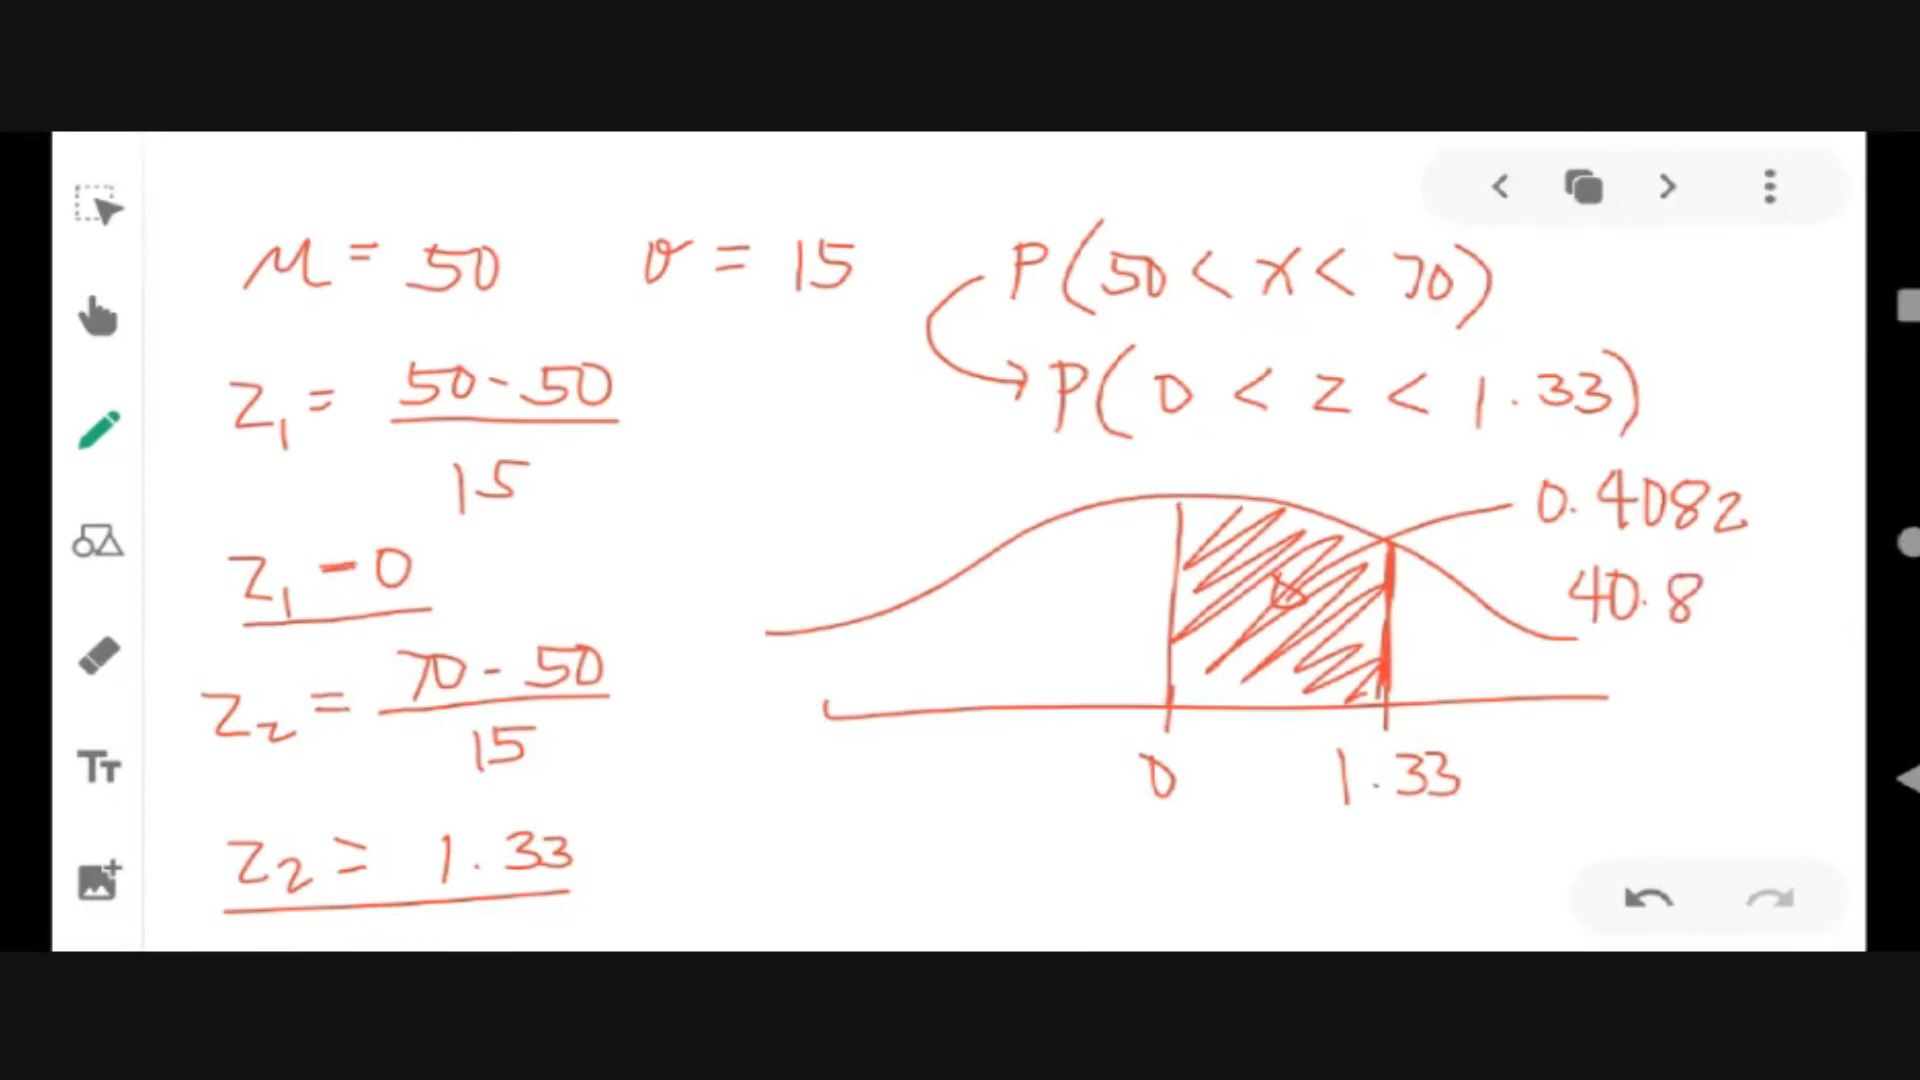 μ = 50 σ = 15 P(50 < x < 70)
Z₁ = 50 - 50 / 15
P(0 < z < 1.33)
Z₁ - 0
0.4082
40.8
Z₂ = 70 - 50 / 15
0 1.33
Z₂ = 1.33
Tт